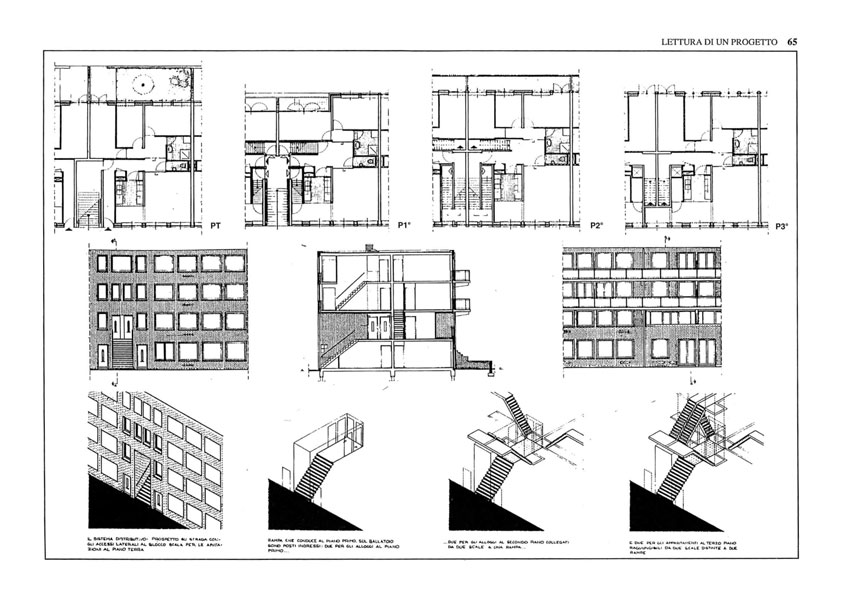 LETTURA DI UN PROGETTO 65
PT
P1°
P2°
P3°
IL SISTEMA DISTRIBUTIVO: PROSPETTO SU STRADA CON
GLI ACCESSI LATERALI AL BLOCCO SCALA PER LE ABITA-
ZIONI AL PIANO TERRA
RAMPA CHE CONDUCE AL PIANO PRIMO. SUL BALLATOIO
SONO POSTI INGRESSI: DUE PER GLI ALLOGGI AL PIANO
PRIMO...
...DUE PER GLI ALLOGGI AL SECONDO PIANO COLLEGATI
DA DUE SCALE A UNA RAMPA...
E DUE PER GLI APPARTAMENTI AL TERZO PIANO
RAGGIUNGIBILI DA DUE SCALE DISTINTE A DUE
RAMPE